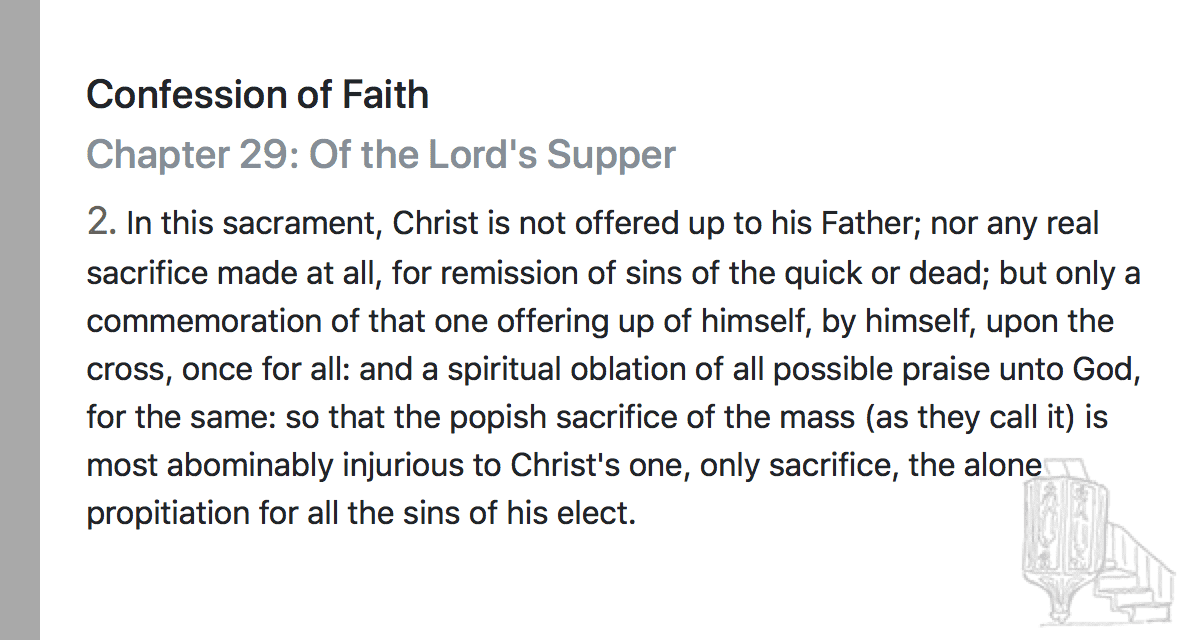 Confession of Faith
Chapter 29: Of the Lord's Supper
2. In this sacrament, Christ is not offered up to his Father; nor any real
sacrifice made at all, for remission of sins of the quick or dead; but only a
commemoration of that one offering up of himself, by himself, upon the
cross, once for all: and a spiritual oblation of all possible praise unto God,
for the same: so that the popish sacrifice of the mass (as they call it) is
most abominably injurious to Christ's one, only sacrifice, the alone
propitiation for all the sins of his elect.